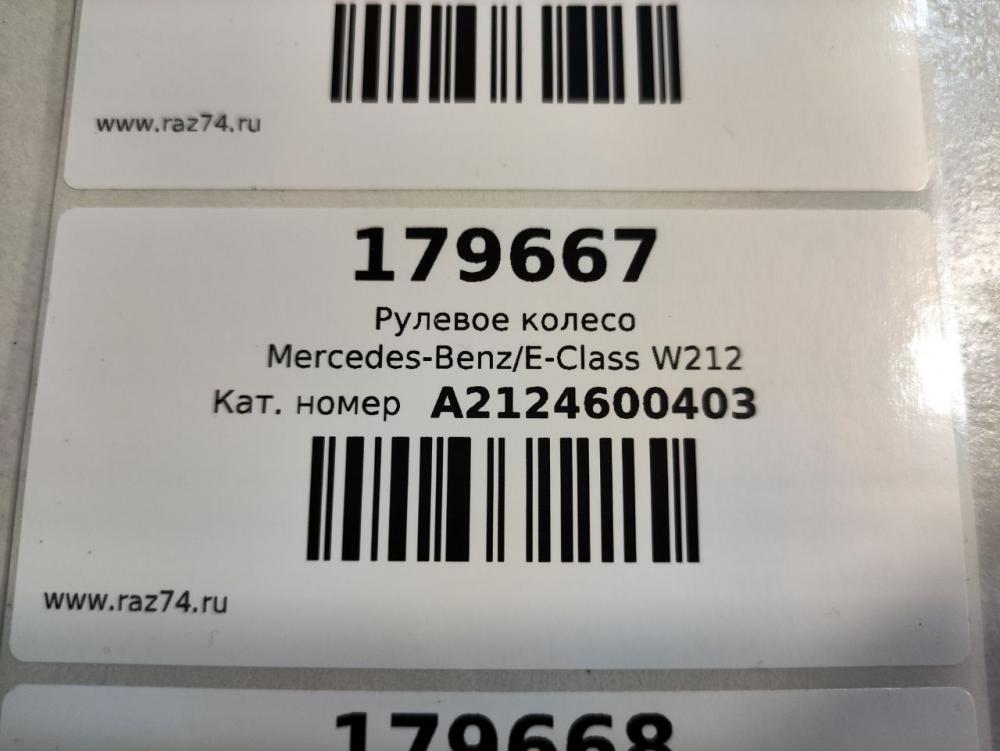 www.raz74.ru
179667
Рулевое колесо
Mercedes-Benz/E-Class W212
Кат. номер A2124600403
www.raz74.ru
179668